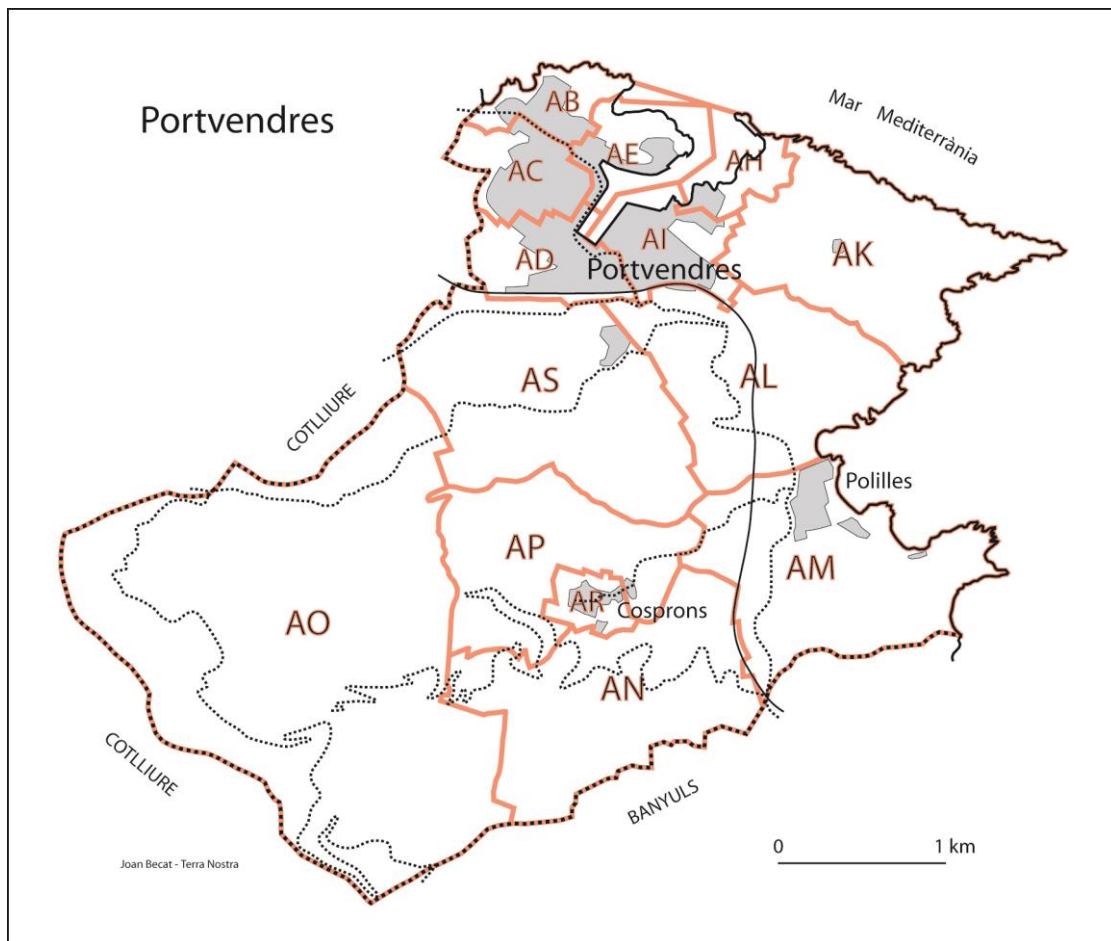 Portvendres
Mar Mediterrània
AB
AE
AC
AH
AI
AD
Portvendres
AK
AS
AL
COTLLIURE
Polilles
AP
AM
AR
Cosprons
AO
AN
COTLLIURE
BANYULS
0 1 km
Joan Becat - Terra Nostra